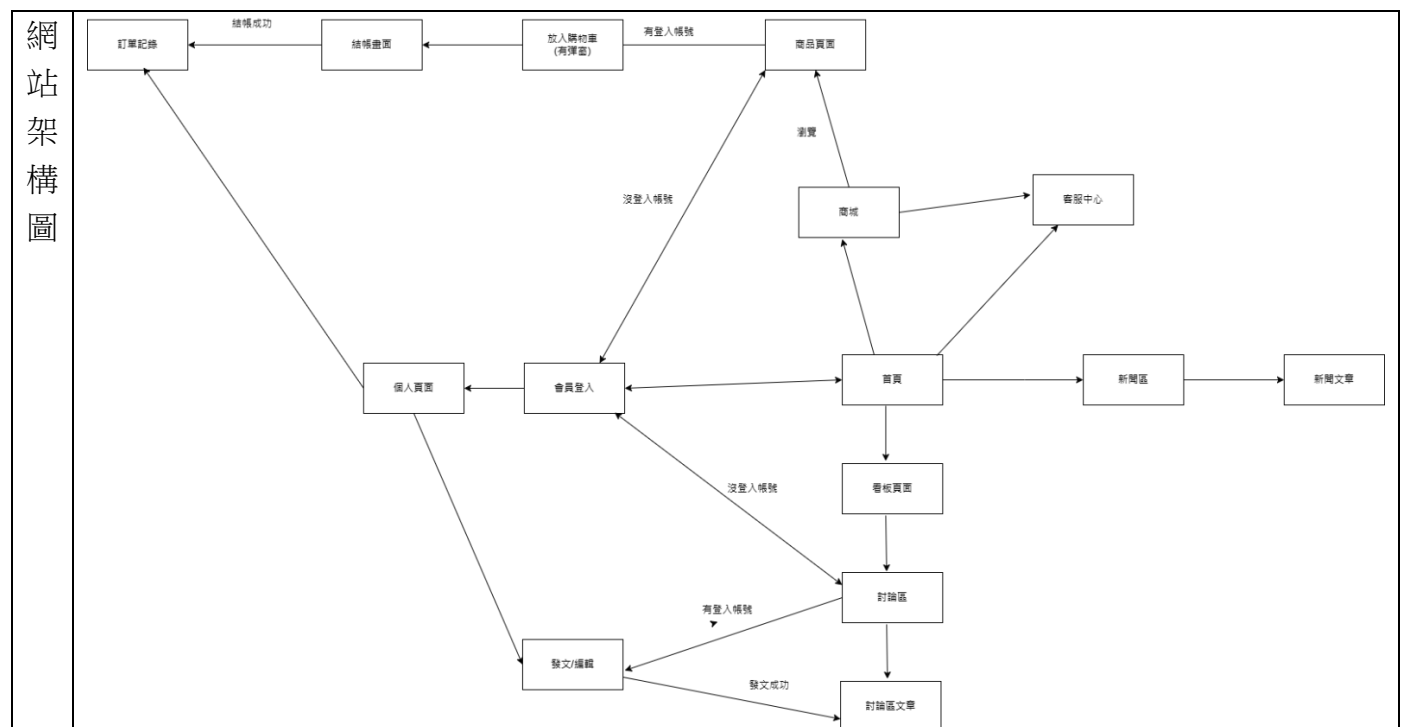 網站架構圖
結帳成功
有登入帳號
訂單記錄
結帳畫面
放入購物車
(有彈窗)
商品頁面
瀏覽
沒登入帳號
商城
客服中心
個人頁面
會員登入
首頁
新聞區
新聞文章
沒登入帳號
看板頁面
討論區
有登入帳號
發文/編輯
發文成功
討論區文章